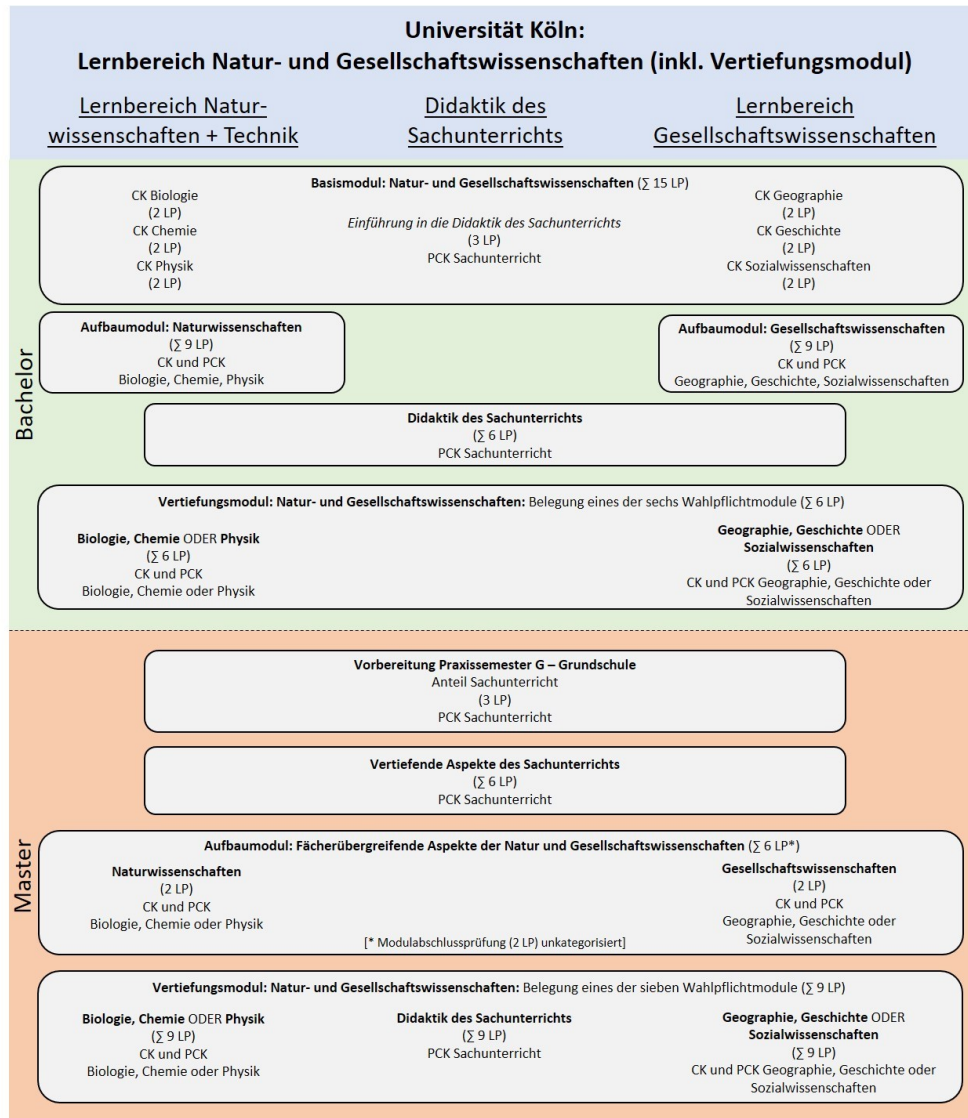 Universität Köln:
Lernbereich Natur- und Gesellschaftswissenschaften (inkl. Vertiefungsmodul)
Lernbereich Natur-
wissenschaften + Technik
Didaktik des
Sachunterrichts
Lernbereich
Gesellschaftswissenschaften
Bachelor
Basismodul: Natur- und Gesellschaftswissenschaften (∑ 15 LP)
CK Biologie
(2 LP)
CK Chemie
(2 LP)
CK Physik
(2 LP)
Einführung in die Didaktik des Sachunterrichts
(3 LP)
PCK Sachunterricht
CK Geographie
(2 LP)
CK Geschichte
(2 LP)
CK Sozialwissenschaften
(2 LP)
Aufbaumodul: Naturwissenschaften
(∑ 9 LP)
CK und PCK
Biologie, Chemie, Physik
Aufbaumodul: Gesellschaftswissenschaften
(∑ 9 LP)
CK und PCK
Geographie, Geschichte, Sozialwissenschaften
Didaktik des Sachunterrichts
(∑ 6 LP)
PCK Sachunterricht
Vertiefungsmodul: Natur- und Gesellschaftswissenschaften: Belegung eines der sechs Wahlpflichtmodule (∑ 6 LP)
Biologie, Chemie ODER Physik
(∑ 6 LP)
CK und PCK
Biologie, Chemie oder Physik
Geographie, Geschichte ODER
Sozialwissenschaften
(∑ 6 LP)
CK und PCK Geographie, Geschichte oder
Sozialwissenschaften
Master
Vorbereitung Praxissemester G – Grundschule
Anteil Sachunterricht
(3 LP)
PCK Sachunterricht
Vertiefende Aspekte des Sachunterrichts
(∑ 6 LP)
PCK Sachunterricht
Aufbaumodul: Fächerübergreifende Aspekte der Natur und Gesellschaftswissenschaften (∑ 6 LP*)
Naturwissenschaften
(2 LP)
CK und PCK
Biologie, Chemie oder Physik
[* Modulabschlussprüfung (2 LP) unkategorisiert]
Gesellschaftswissenschaften
(2 LP)
CK und PCK
Geographie, Geschichte oder
Sozialwissenschaften
Vertiefungsmodul: Natur- und Gesellschaftswissenschaften: Belegung eines der sieben Wahlpflichtmodule (∑ 9 LP)
Biologie, Chemie ODER Physik
(∑ 9 LP)
CK und PCK
Biologie, Chemie oder Physik
Didaktik des Sachunterrichts
(∑ 9 LP)
PCK Sachunterricht
Geographie, Geschichte ODER
Sozialwissenschaften
(∑ 9 LP)
CK und PCK Geographie, Geschichte oder
Sozialwissenschaften